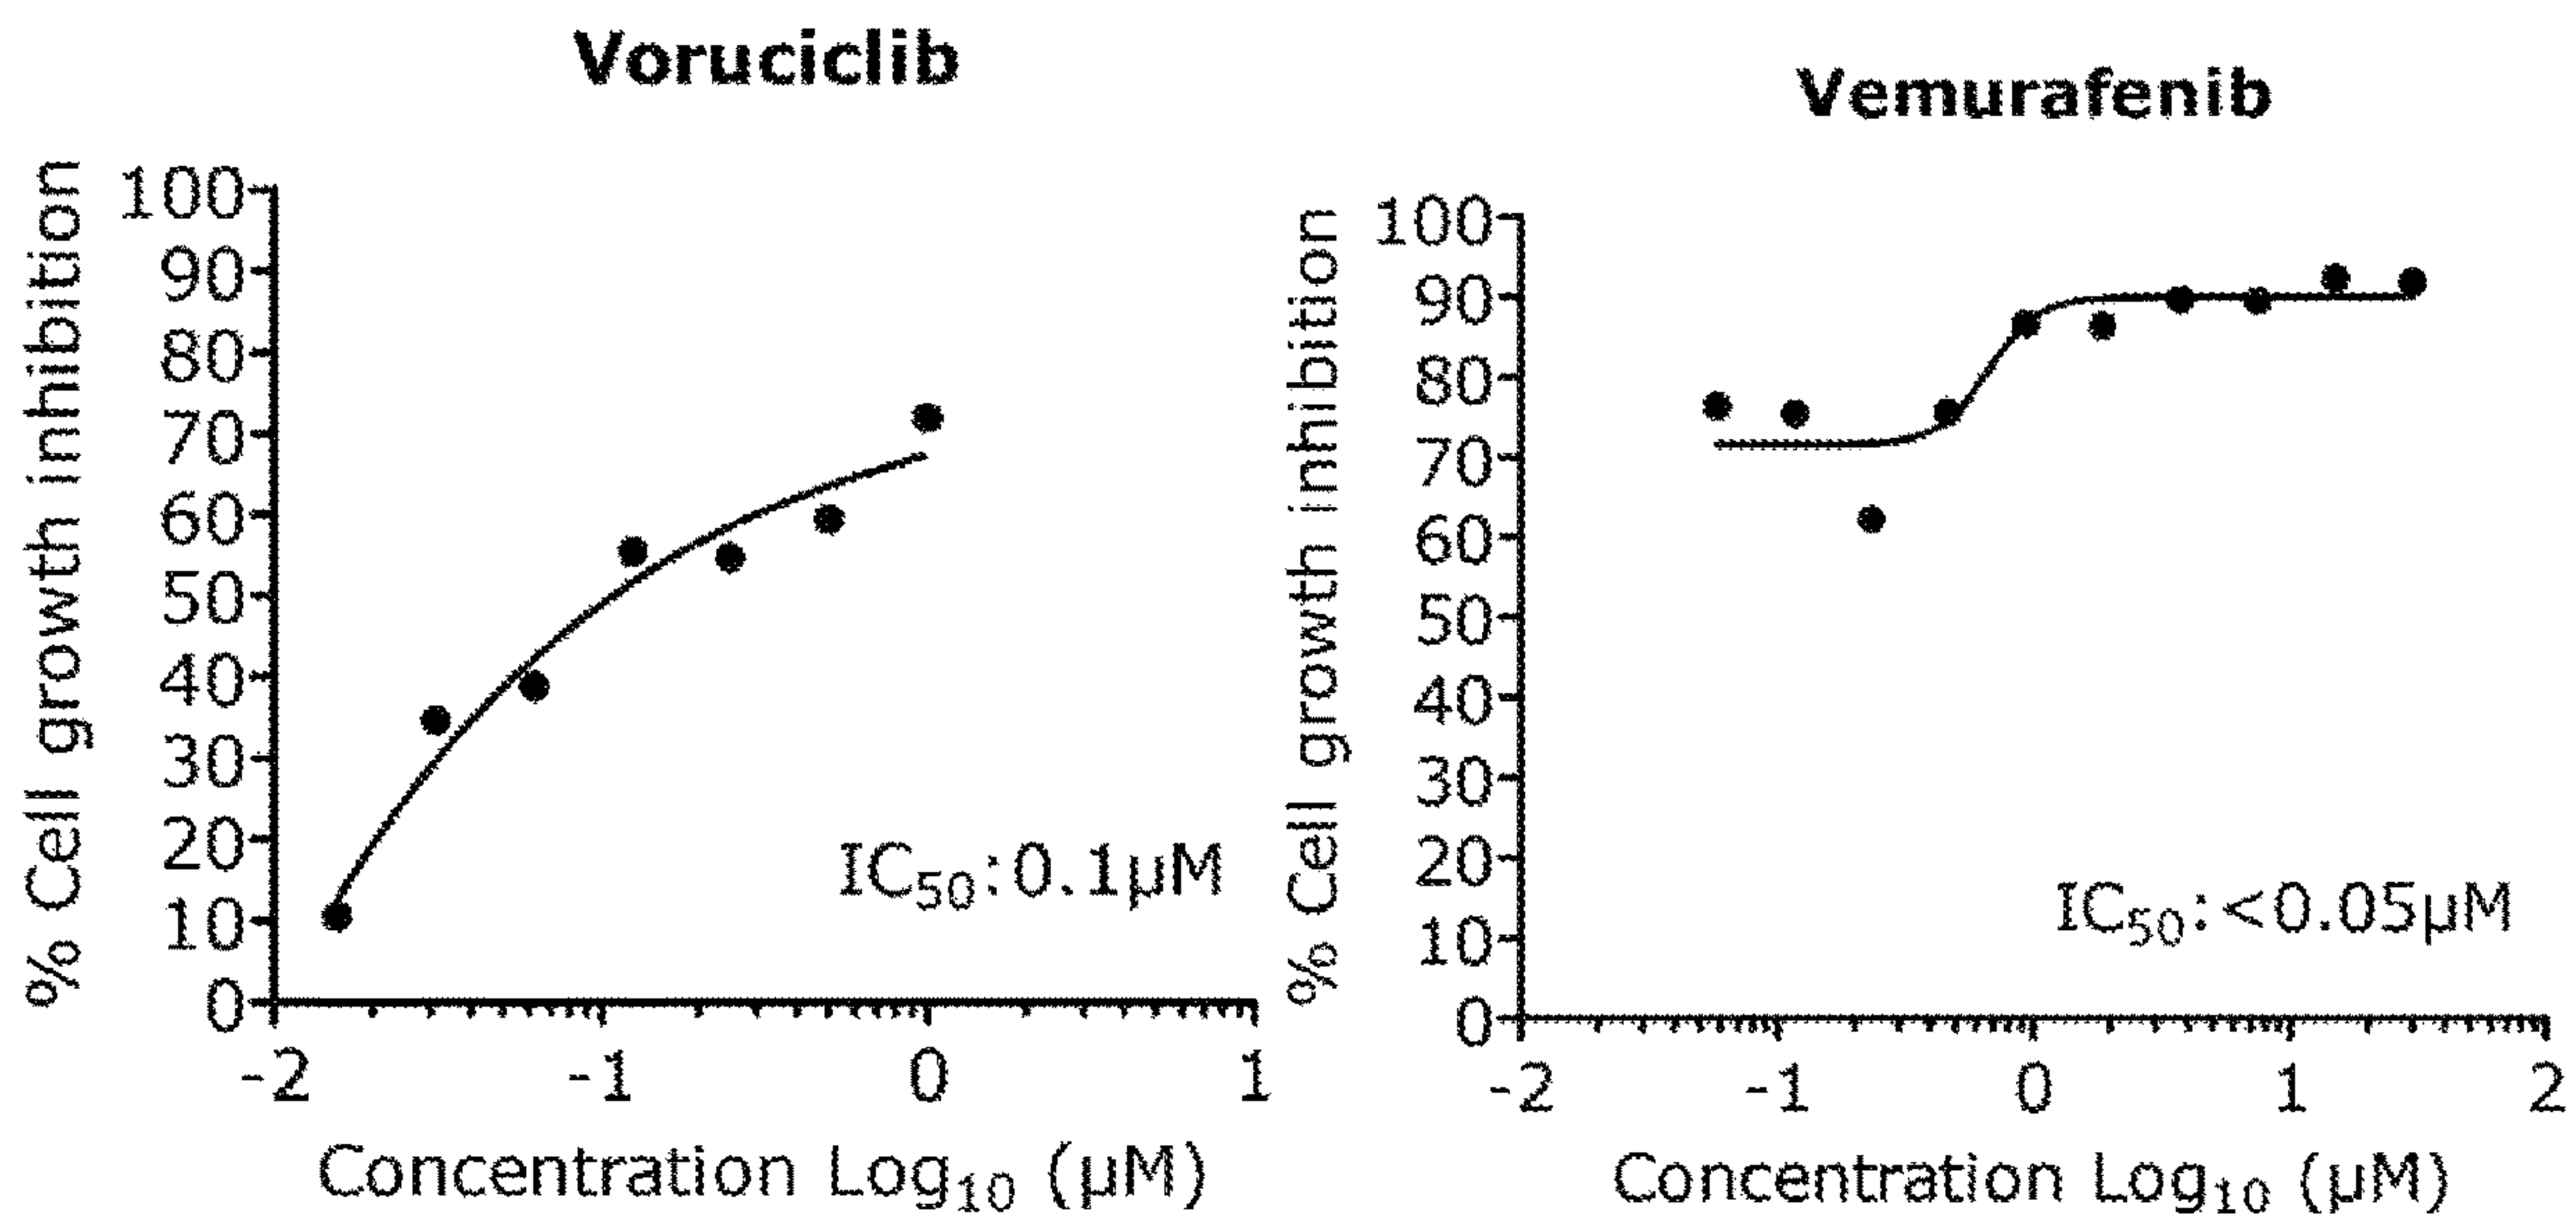 Voruciclib
% Cell growth inhibition
100
90
80
70
60
50
40
30
20
10
0
IC50:0.1μM
-2 -1 0 1
Concentration Log10 (μM)
Vemurafenib
% Cell growth inhibition
100
90
80
70
60
50
40
30
20
10
0
IC50:<0.05μM
-2 -1 0 1 2
Concentration Log10 (μM)